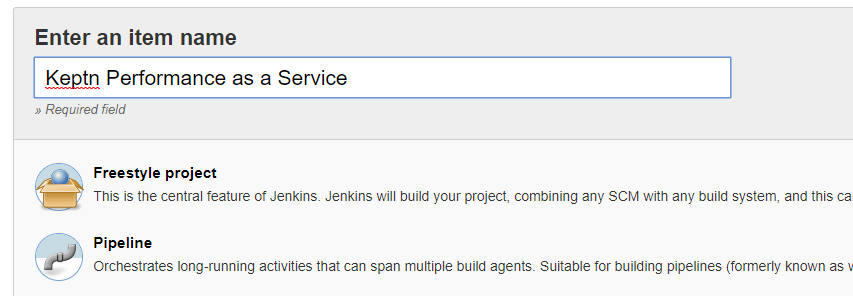 Enter an item name
Keptn Performance as a Service
» Required field
Freestyle project
This is the central feature of Jenkins. Jenkins will build your project, combining any SCM with any build system, and this ca
Pipeline
Orchestrates long-running activities that can span multiple build agents. Suitable for building pipelines (formerly known as w